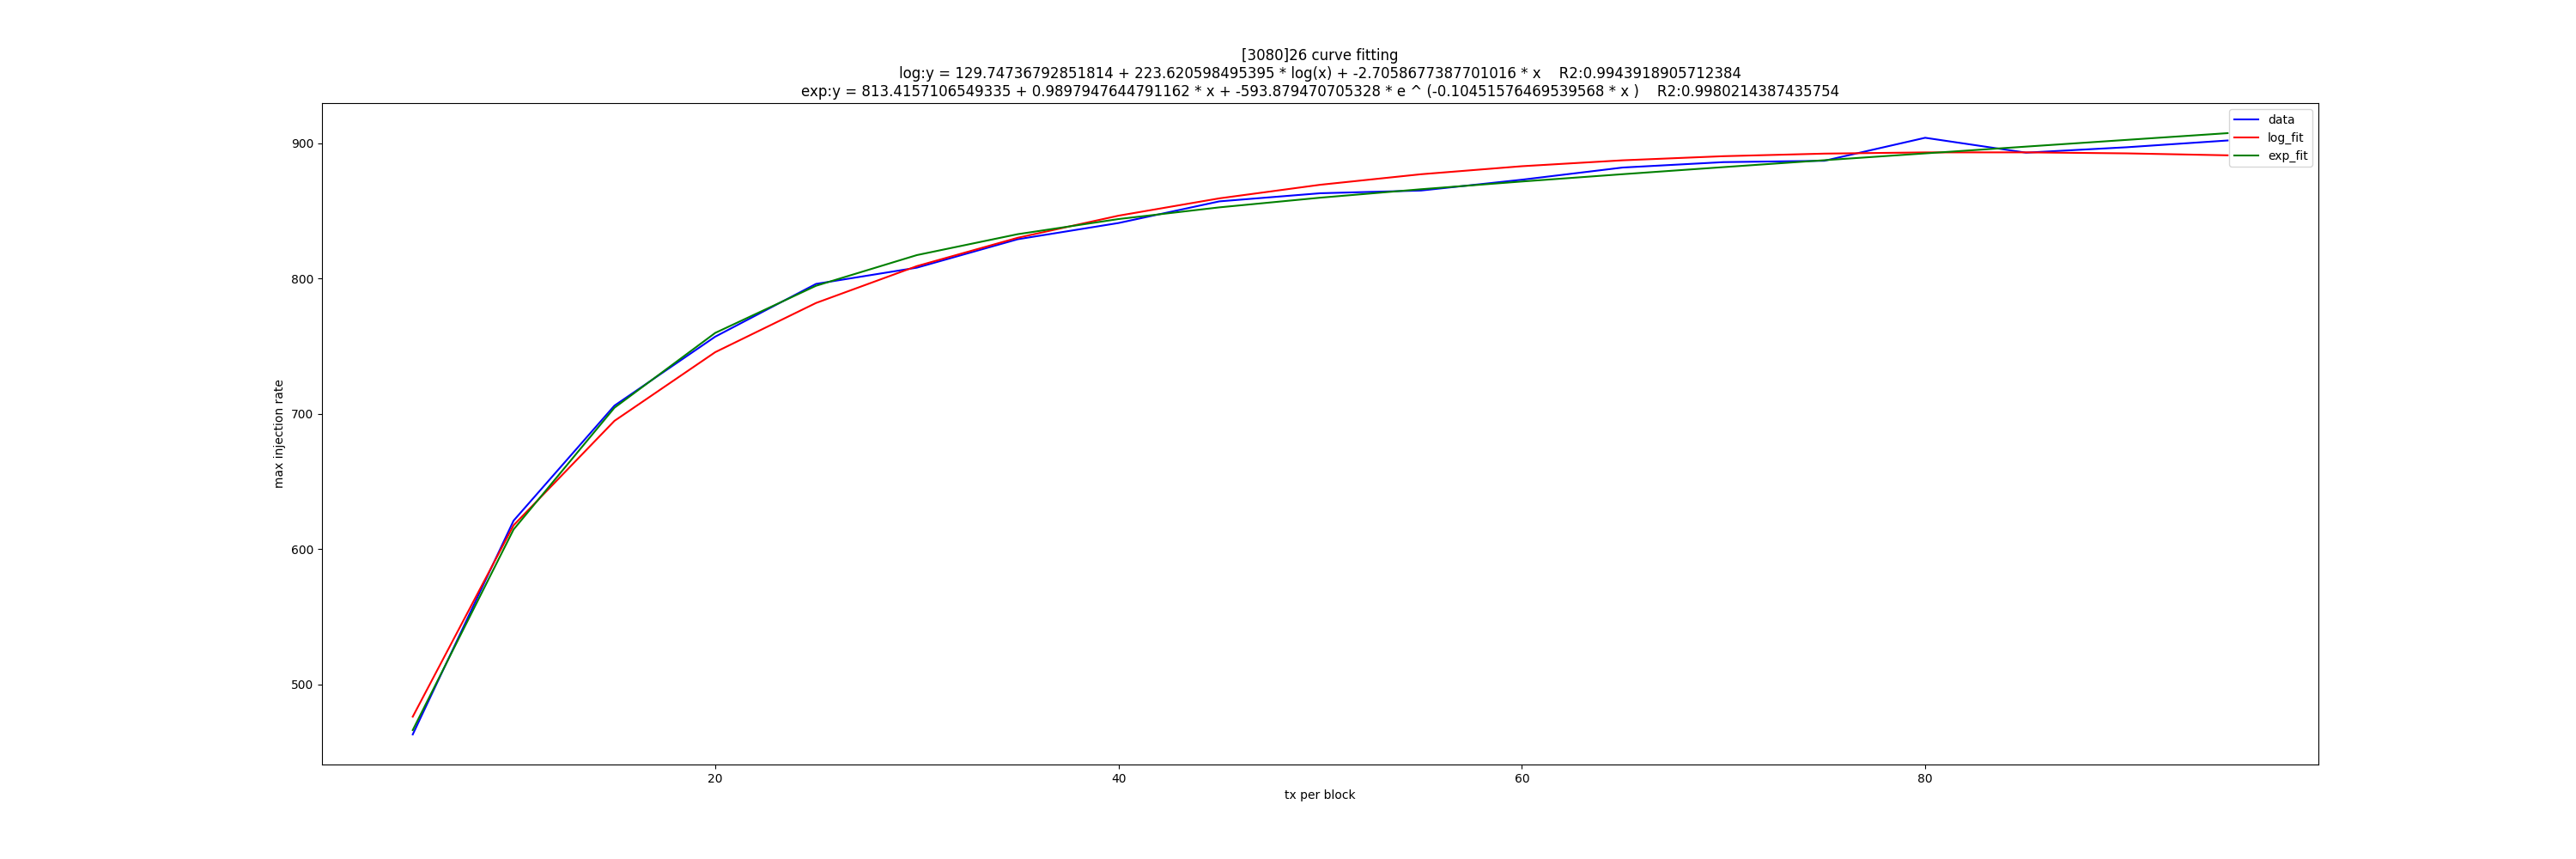 [3080]26 curve fitting
log:y = 129.74736792851814 + 223.620598495395 * log(x) + -2.7058677387701016 * x    R2:0.9943918905712384
exp:y = 813.4157106549335 + 0.9897947644791162 * x + -593.879470705328 * e ^ (-0.10451576469539568 * x )    R2:0.9980214387435754
data
log_fit
exp_fit
900
800
700
600
500
max injection rate
20 40 60 80
tx per block